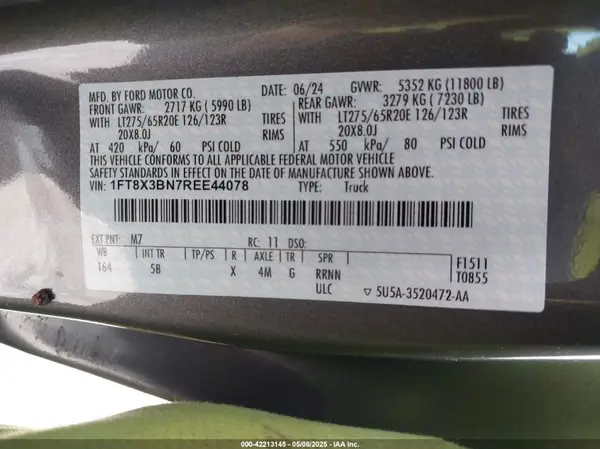 MFD. BY FORD MOTOR CO.
DATE: 06/24 GVWR: 5352 KG (11800 LB)
FRONT GAWR: 2717 KG ( 5990 LB) REAR GAWR: 3279 KG ( 7230 LB)
WITH LT275/65R20E 126/123R TIRES WITH LT275/65R20E 126/123R TIRES
20X8.0J RIMS 20X8.0J RIMS
AT 420 kPa/ 60 PSI COLD AT 550 kPa/ 80 PSI COLD
THIS VEHICLE CONFORMS TO ALL APPLICABLE FEDERAL MOTOR VEHICLE
SAFETY STANDARDS IN EFFECT ON THE DATE OF MANUFACTURE SHOWN ABOVE.
VIN: 1FT8X3BN7REE44078 TYPE: Truck
EXT PNT: M7 RC: 11 DSO:
WB INT TR TP/PS R AXLE TR SPR
164 5B X 4M G RRNN
ULC
F1511
T0855
▽ 5U5A-3520472-AA
000-42213145 - 05/08/2025 - IAA Inc.